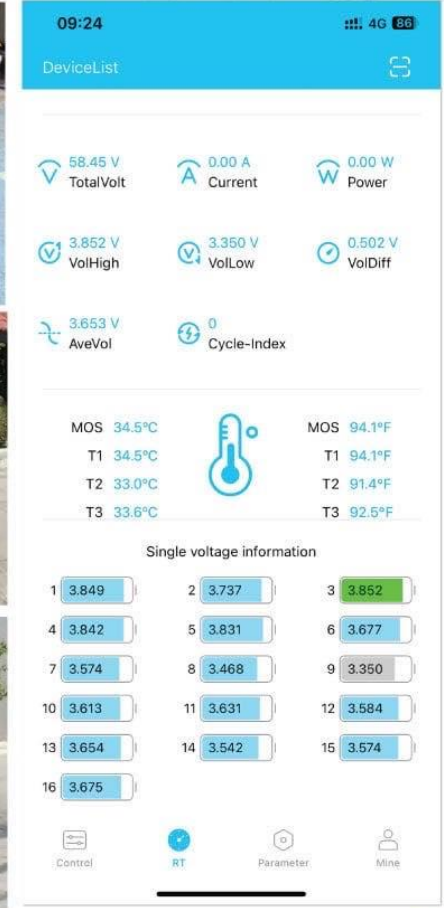 09:24 4G 86
DeviceList
58.45 V 0.00 A 0.00 W
TotalVolt Current Power
3.852 V 3.350 V 0.502 V
VolHigh VolLow VolDiff
3.653 V 0
AveVol Cycle-Index
MOS 34.5°C MOS 94.1°F
T1 34.5°C T1 94.1°F
T2 33.0°C T2 91.4°F
T3 33.6°C T3 92.5°F
Single voltage information
1 3.849 2 3.737 3 3.852
4 3.842 5 3.831 6 3.677
7 3.574 8 3.468 9 3.350
10 3.613 11 3.631 12 3.584
13 3.654 14 3.542 15 3.574
16 3.675
Control RT Parameter Mine